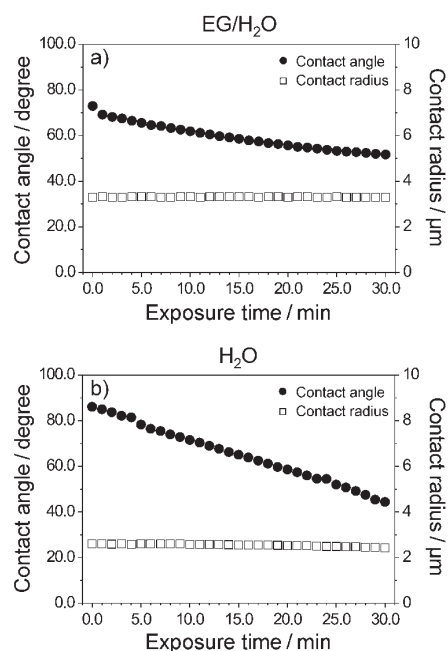 EG/H₂O
a)
● Contact angle
□ Contact radius
Contact angle / degree
100.0
80.0
60.0
40.0
20.0
0.0
Contact radius / μm
10
8
6
4
2
0
0.0 5.0 10.0 15.0 20.0 25.0 30.0
Exposure time / min
H₂O
b)
● Contact angle
□ Contact radius
Contact angle / degree
100.0
80.0
60.0
40.0
20.0
0.0
Contact radius / μm
10
8
6
4
2
0
0.0 5.0 10.0 15.0 20.0 25.0 30.0
Exposure time / min